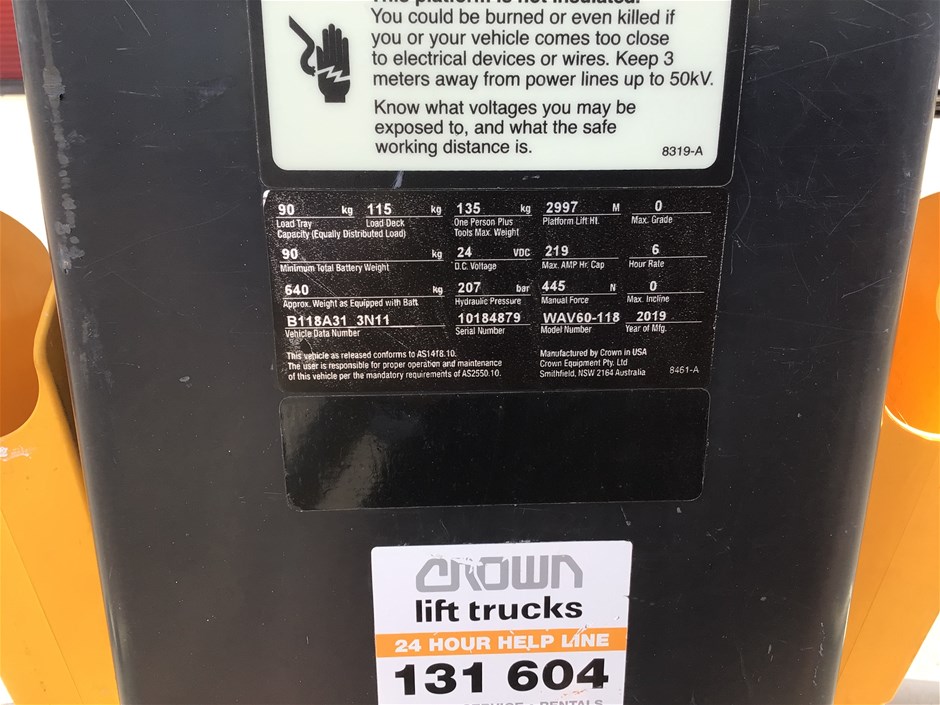 This platform is not insulated.
You could be burned or even killed if
you or your vehicle comes too close
to electrical devices or wires. Keep 3
meters away from power lines up to 50kV.
Know what voltages you may be
exposed to, and what the safe
working distance is.
8319-A
90 kg 115 kg 135 kg 2997 M 0
Load Tray Load Deck One Person Plus Platform Lift Ht. Max. Grade
Capacity (Equally Distributed Load) Tools Max. Weight
90 kg 24 VDC 219 6
Minimum Total Battery Weight D.C. Voltage Max. AMP Hr. Cap Hour Rate
640 kg 207 bar 445 N 0
Approx. Weight as Equipped with Batt Hydraulic Pressure Manual Force Max. Incline
B118A31 3N11 10184879 WAV60-118 2019
Vehicle Data Number Serial Number Model Number Year of Mfg.
This vehicle as released conforms to AS1418.10.
The user is responsible for proper operation and maintenance
of this vehicle per the mandatory requirements of AS2550.10.
Manufactured by Crown in USA
Crown Equipment Pty. Ltd
Smithfield, NSW 2164 Australia
8461-A
CROWN
lift trucks
24 HOUR HELP LINE
131 604
SERVICE • RENTALS